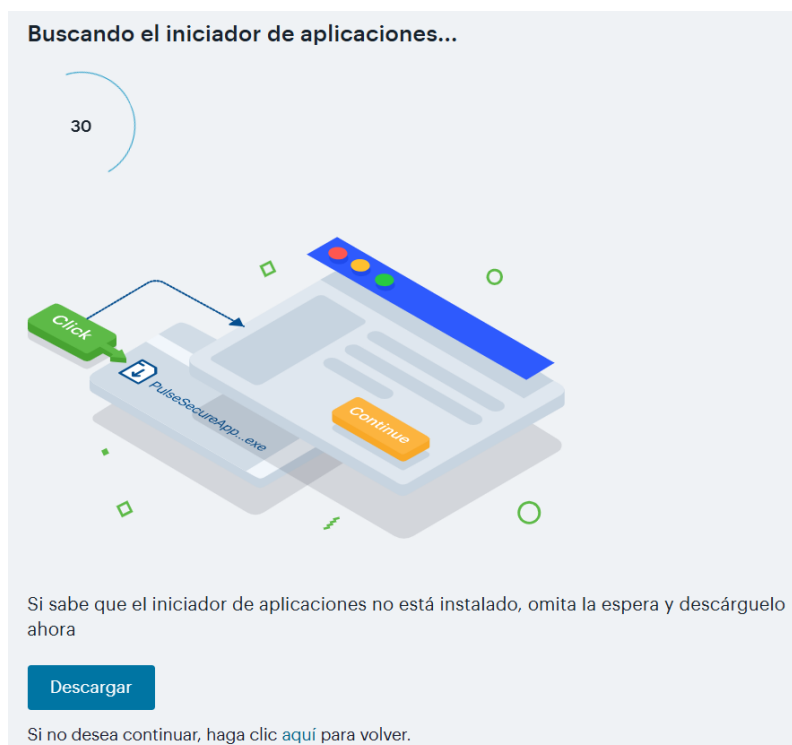 Buscando el iniciador de aplicaciones...
30
Click
PulseSecureApp...exe
Continue
Si sabe que el iniciador de aplicaciones no está instalado, omita la espera y descárguelo
ahora
Descargar
Si no desea continuar, haga clic aquí para volver.